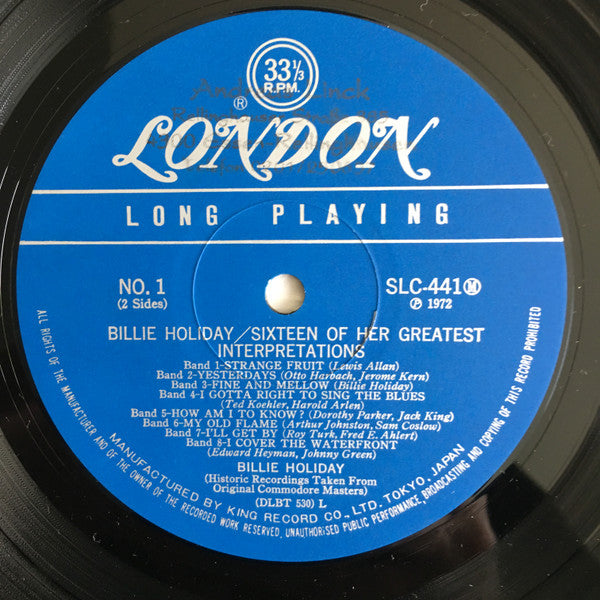 33 1/3
R.P.M.
®
LONDON
LONG PLAYING
NO. 1
(2 Sides)
SLC-441 Ⓜ
Ⓟ 1972
BILLIE HOLIDAY/SIXTEEN OF HER GREATEST
INTERPRETATIONS
Band 1-STRANGE FRUIT (Lewis Allan)
Band 2-YESTERDAYS (Otto Harbach, Jerome Kern)
Band 3-FINE AND MELLOW (Billie Holiday)
Band 4-I GOTTA RIGHT TO SING THE BLUES
(Ted Koehler, Harold Arlen)
Band 5-HOW AM I TO KNOW? (Dorothy Parker, Jack King)
Band 6-MY OLD FLAME (Arthur Johnston, Sam Coslow)
Band 7-I'LL GET BY (Roy Turk, Fred E. Ahlert)
Band 8-I COVER THE WATERFRONT
(Edward Heyman, Johnny Green)
BILLIE HOLIDAY
(Historic Recordings Taken From
Original Commodore Masters)
(DLBT 530) L
MANUFACTURED BY KING RECORD CO., LTD. TOKYO, JAPAN
ALL RIGHTS OF THE MANUFACTURER AND OF THE OWNER OF THE RECORDED WORK RESERVED, UNAUTHORISED PUBLIC PERFORMANCE, BROADCASTING AND COPYING OF THIS RECORD PROHIBITED